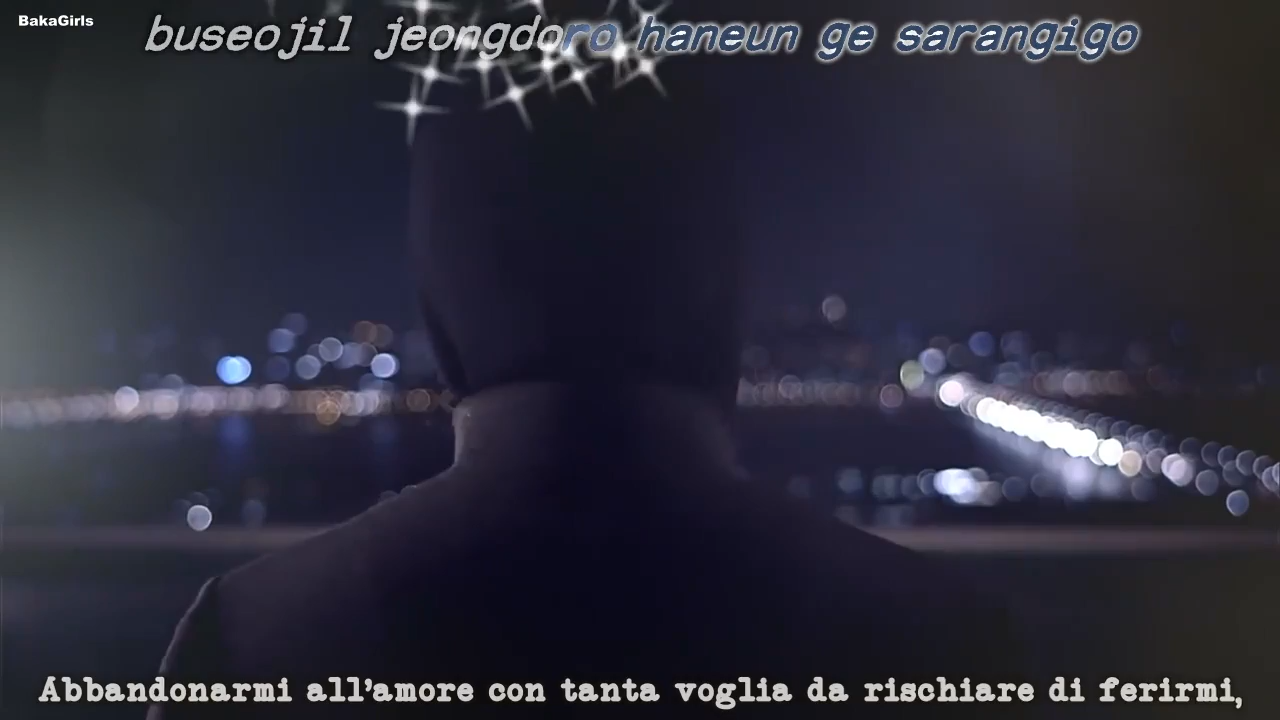 BakaGirls
buseojil jeongdoro haneun ge sarangigo
Abbandonarmi all'amore con tanta voglia da rischiare di ferirmi,